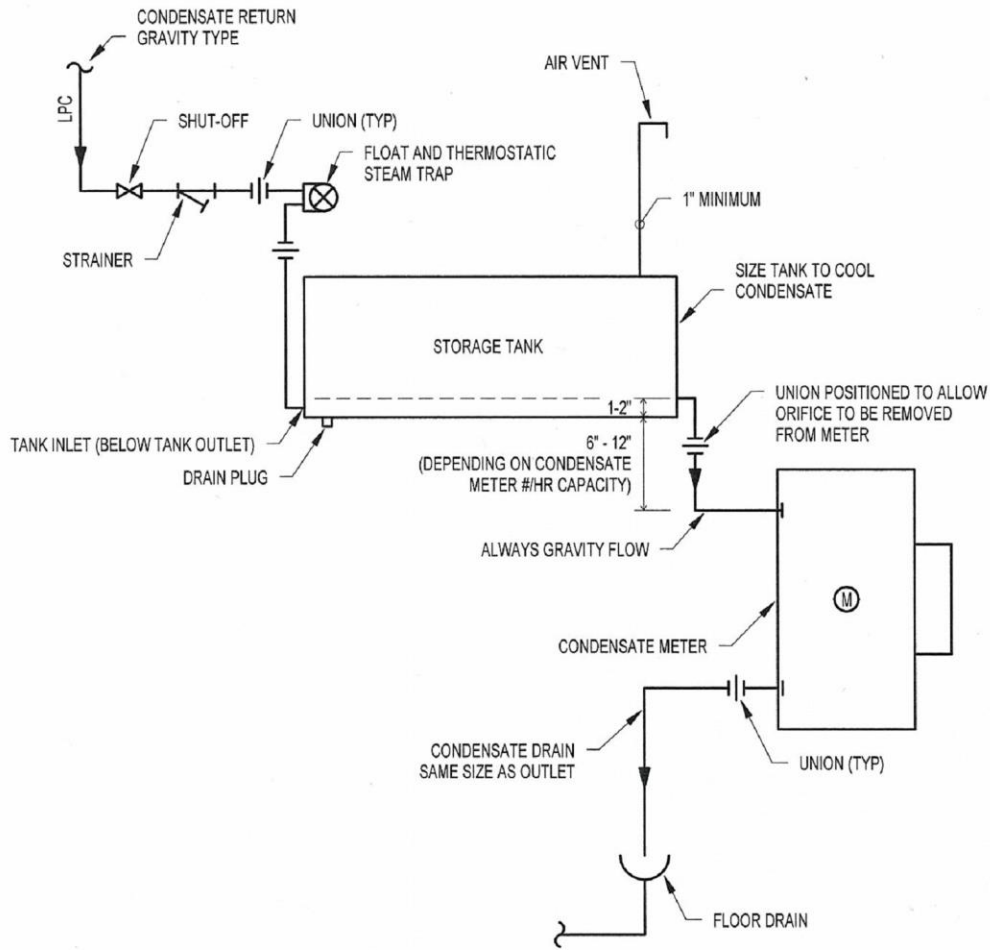 CONDENSATE RETURN
GRAVITY TYPE
LPC
SHUT-OFF
UNION (TYP)
FLOAT AND THERMOSTATIC
STEAM TRAP
STRAINER
AIR VENT
1" MINIMUM
SIZE TANK TO COOL
CONDENSATE
STORAGE TANK
1-2"
TANK INLET (BELOW TANK OUTLET)
DRAIN PLUG
6" - 12"
(DEPENDING ON CONDENSATE
METER #/HR CAPACITY)
UNION POSITIONED TO ALLOW
ORIFICE TO BE REMOVED
FROM METER
ALWAYS GRAVITY FLOW
M
CONDENSATE METER
CONDENSATE DRAIN
SAME SIZE AS OUTLET
UNION (TYP)
FLOOR DRAIN